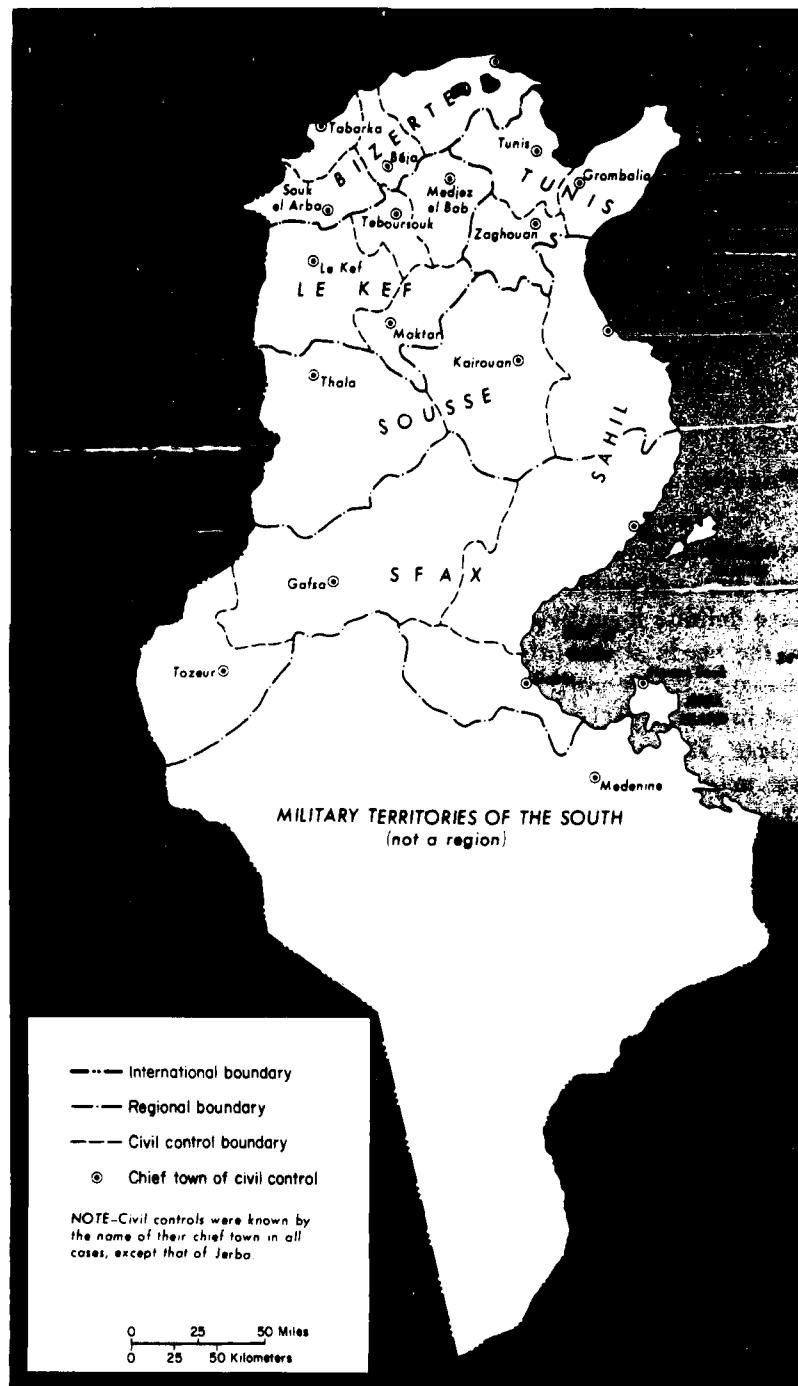 BIZERTE
Tabarka
Béja
Tunis
TUNIS
Grombalia
Souk
el Arba
Teboursouk
Medjez
el Bab
Zaghouan
Le Kef
LE KEF
Maktar
Kairouan
Thala
SOUSSE
SAHIL
SFAX
Gafsa
Tozeur
Medenine
MILITARY TERRITORIES OF THE SOUTH
(not a region)
International boundary
Regional boundary
Civil control boundary
Chief town of civil control
NOTE–Civil controls were known by
the name of their chief town in all
cases, except that of Jerba.
0 25 50 Miles
0 25 50 Kilometers